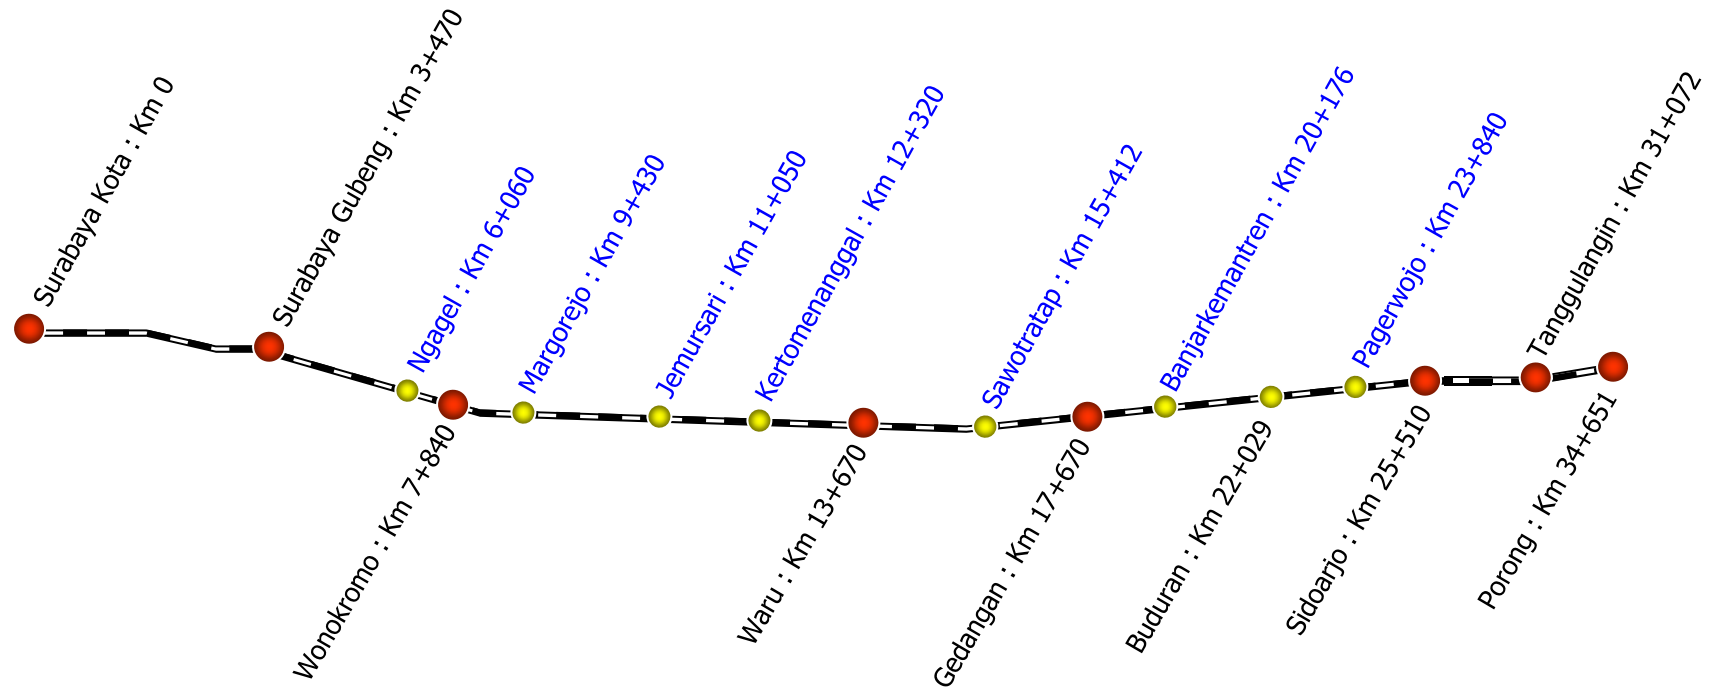 Surabaya Kota : Km 0
Surabaya Gubeng : Km 3+470
Ngagel : Km 6+060
Wonokromo : Km 7+840
Margorejo : Km 9+430
Jemursari : Km 11+050
Kertomenanggal : Km 12+320
Waru : Km 13+670
Sawotratap : Km 15+412
Gedangan : Km 17+670
Banjarkemantren : Km 20+176
Buduran : Km 22+029
Pagerwojo : Km 23+840
Sidoarjo : Km 25+510
Tanggulangin : Km 31+072
Porong : Km 34+651